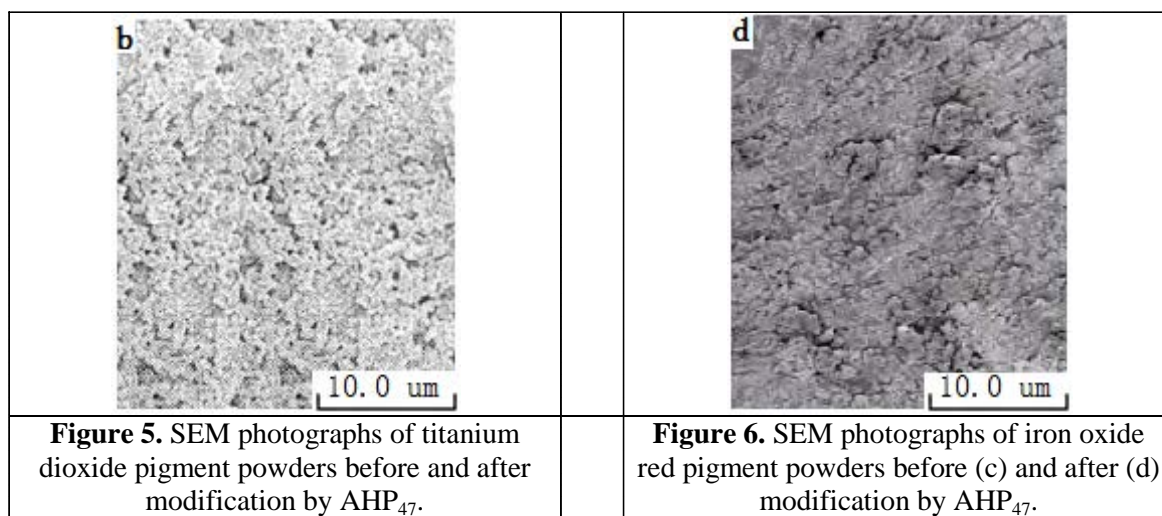 b
10.0 um
Figure 5. SEM photographs of titanium
dioxide pigment powders before and after
modification by AHP₄₇.
d
10.0 um
Figure 6. SEM photographs of iron oxide
red pigment powders before (c) and after (d)
modification by AHP₄₇.